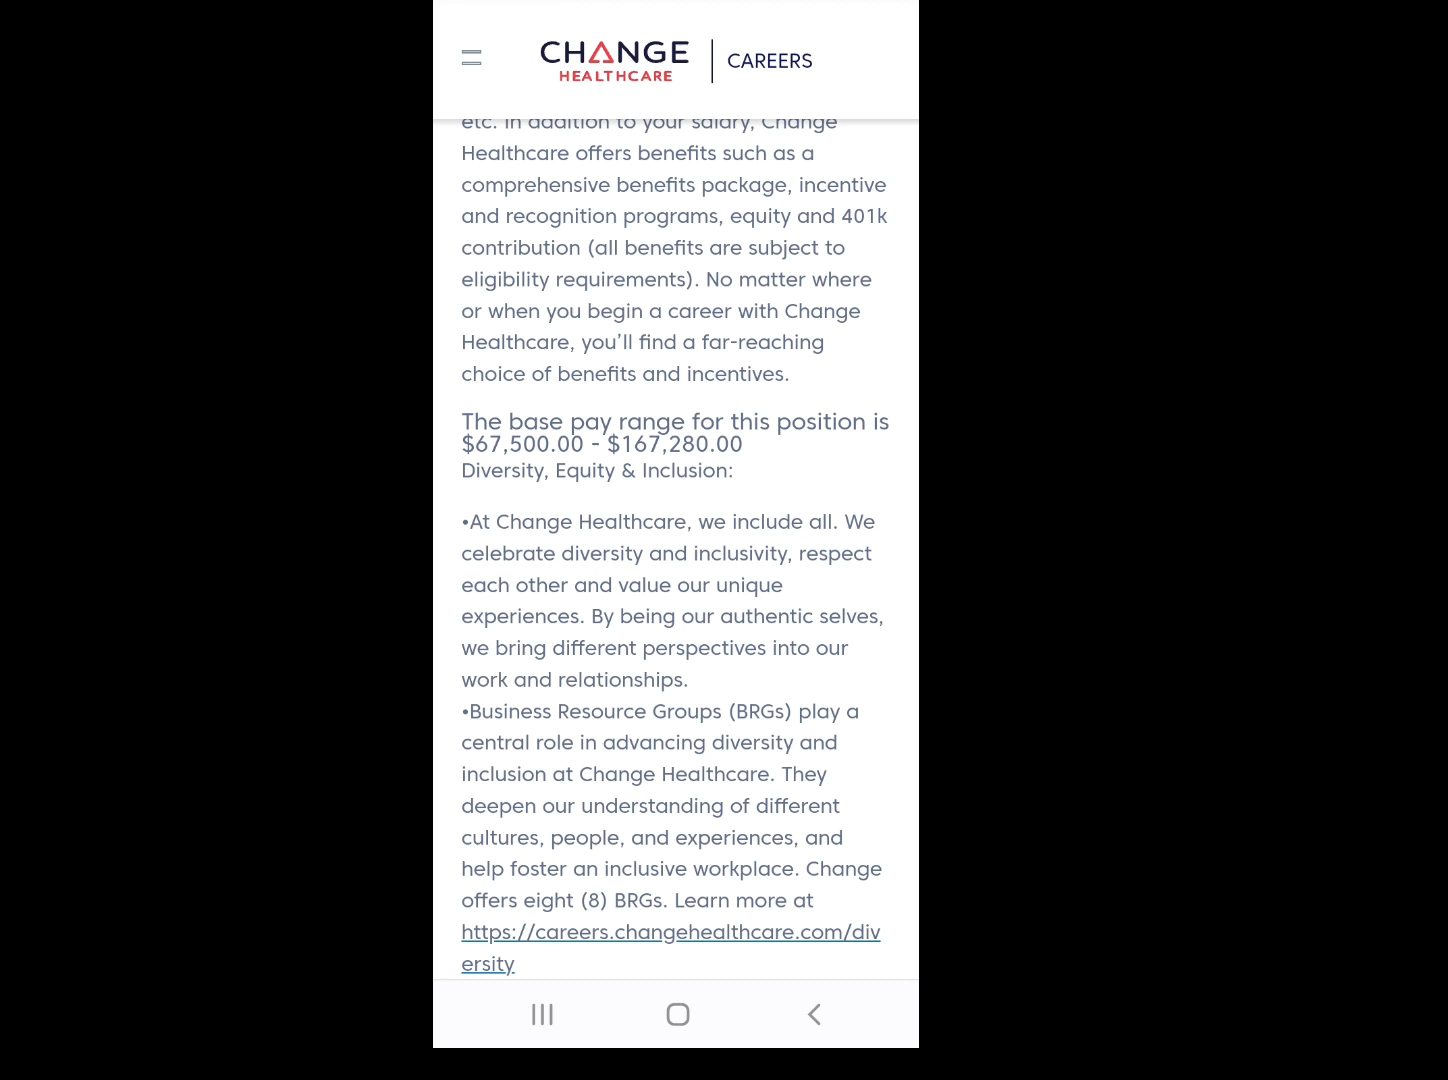 CHANGE
HEALTHCARE
CAREERS
etc. In addition to your salary, Change
Healthcare offers benefits such as a
comprehensive benefits package, incentive
and recognition programs, equity and 401k
contribution (all benefits are subject to
eligibility requirements). No matter where
or when you begin a career with Change
Healthcare, you’ll find a far-reaching
choice of benefits and incentives.
The base pay range for this position is
$67,500.00 - $167,280.00
Diversity, Equity & Inclusion:
•At Change Healthcare, we include all. We
celebrate diversity and inclusivity, respect
each other and value our unique
experiences. By being our authentic selves,
we bring different perspectives into our
work and relationships.
•Business Resource Groups (BRGs) play a
central role in advancing diversity and
inclusion at Change Healthcare. They
deepen our understanding of different
cultures, people, and experiences, and
help foster an inclusive workplace. Change
offers eight (8) BRGs. Learn more at
https://careers.changehealthcare.com/div
ersity